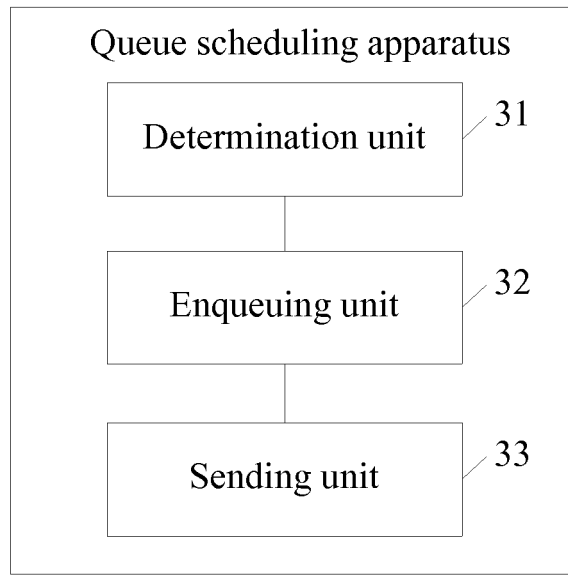 Queue scheduling apparatus
Determination unit
31
Enqueuing unit
32
Sending unit
33